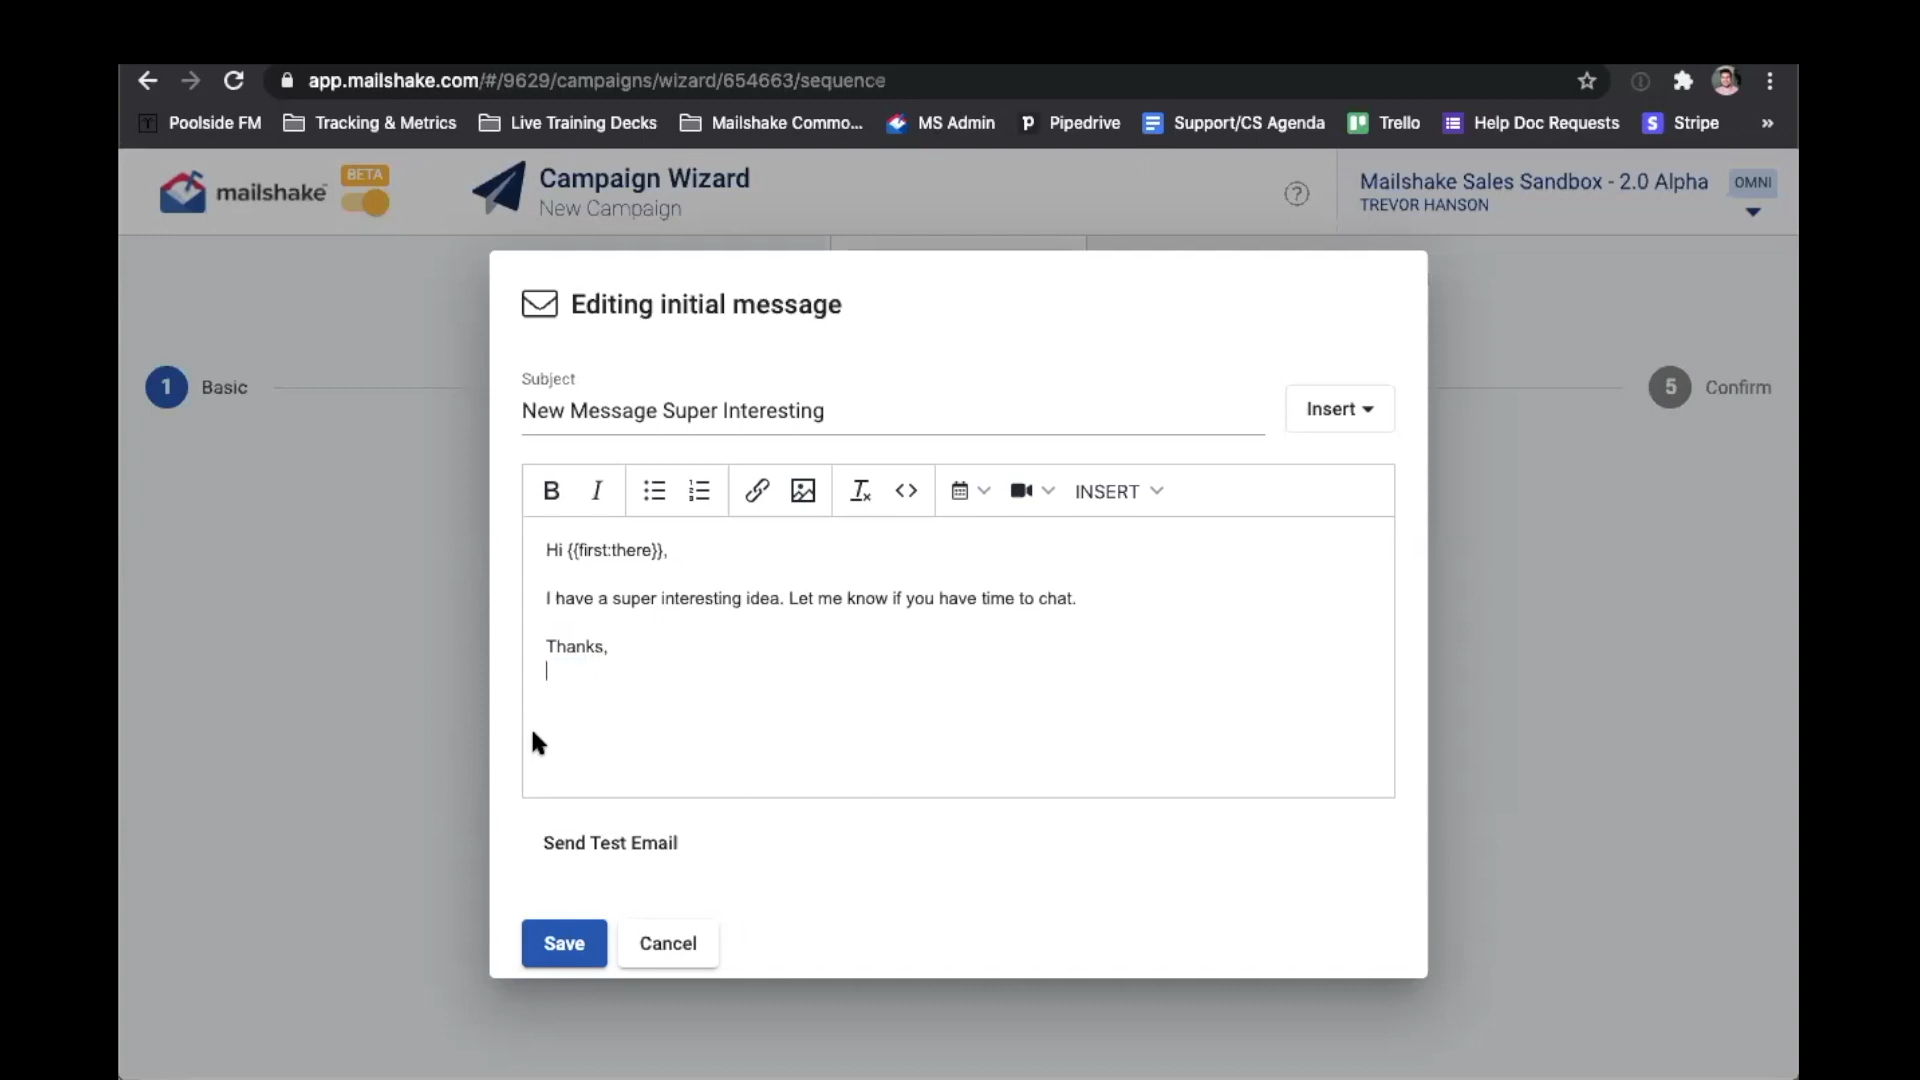 app.mailshake.com/#/9629/campaigns/wizard/654663/sequence
Poolside FM Tracking & Metrics Live Training Decks Mailshake Commo... MS Admin Pipedrive Support/CS Agenda Trello Help Doc Requests Stripe »
mailshake BETA
Campaign Wizard
New Campaign
Mailshake Sales Sandbox - 2.0 Alpha OMNI
TREVOR HANSON
Editing initial message
1 Basic
5 Confirm
Subject
New Message Super Interesting
Insert
B I INSERT
Hi {{first:there}},
I have a super interesting idea. Let me know if you have time to chat.
Thanks,
Send Test Email
Save Cancel